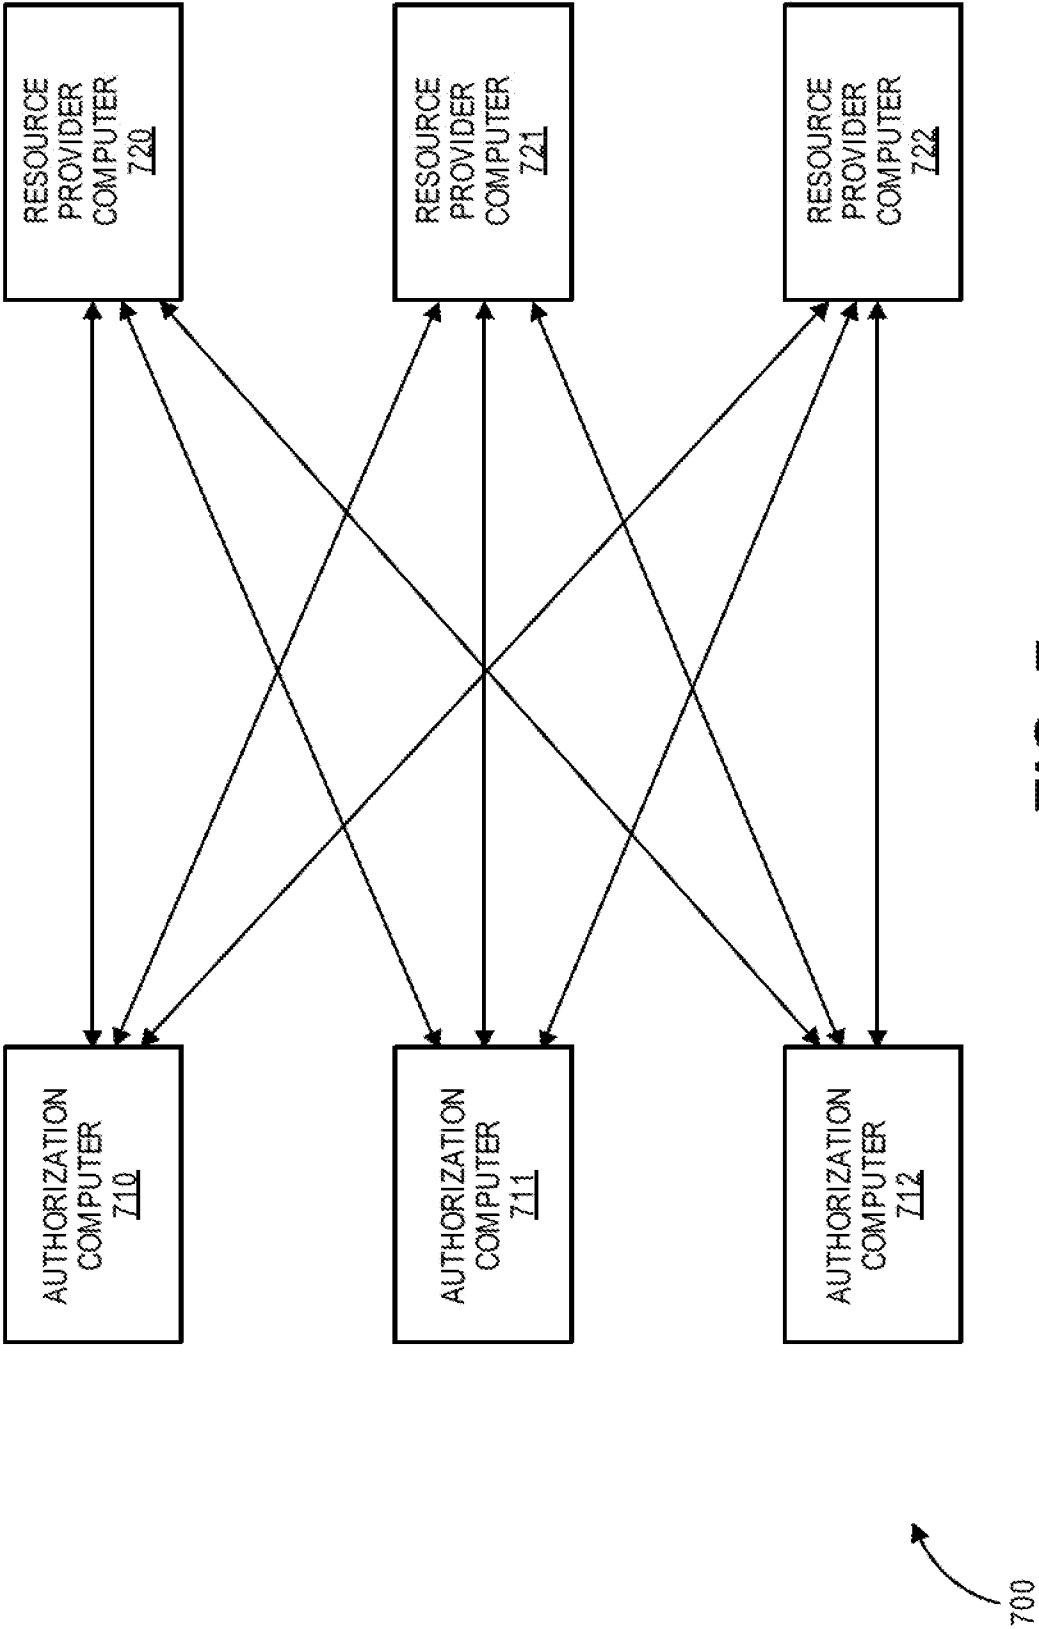 RESOURCE
PROVIDER
COMPUTER
720
RESOURCE
PROVIDER
COMPUTER
721
RESOURCE
PROVIDER
COMPUTER
722
AUTHORIZATION
COMPUTER
710
AUTHORIZATION
COMPUTER
711
AUTHORIZATION
COMPUTER
712
700